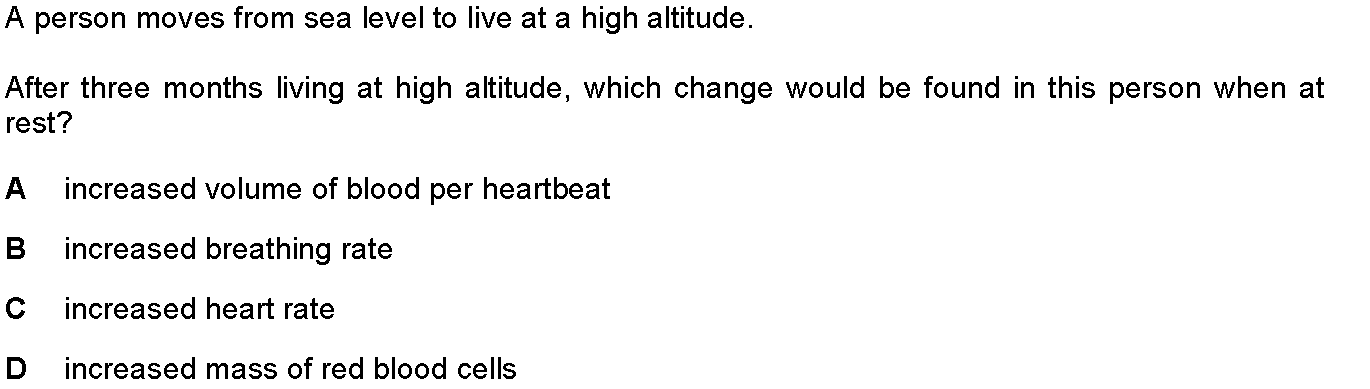 A person moves from sea level to live at a high altitude.
After three months living at high altitude, which change would be found in this person when at
rest?
A increased volume of blood per heartbeat
B increased breathing rate
C increased heart rate
D increased mass of red blood cells